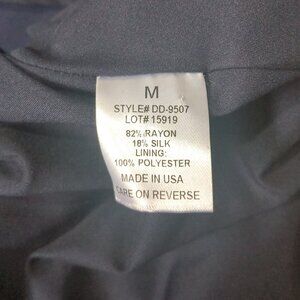 M
STYLE# DD-9507
LOT# 15919
82% RAYON
18% SILK
LINING:
100% POLYESTER
MADE IN USA
CARE ON REVERSE